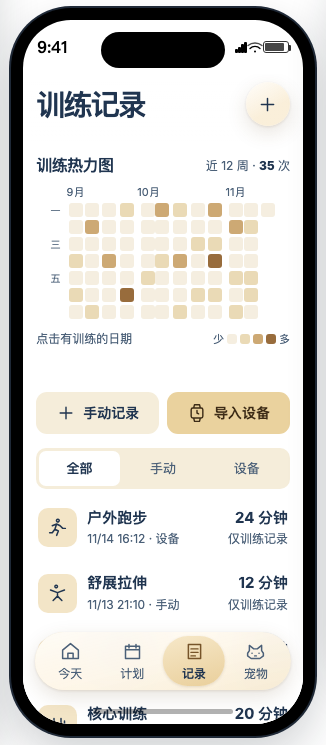 9:41
训练记录
训练热力图
近 12 周 · 35 次
9月 10月 11月
一
三
五
点击有训练的日期
少 多
手动记录
导入设备
全部 手动 设备
户外跑步 24 分钟
11/14 16:12 · 设备 仅训练记录
舒展拉伸 12 分钟
11/13 21:10 · 手动 仅训练记录
今天 计划 记录 宠物
核心训练 20 分钟